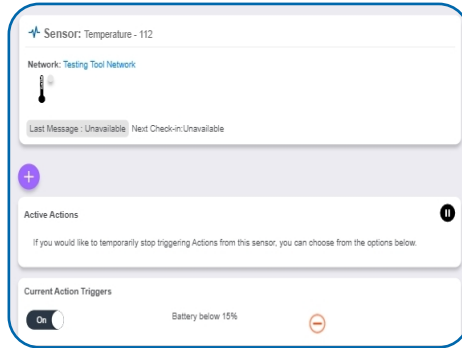 Sensor: Temperature - 112
Network: Testing Tool Network
Last Message : Unavailable Next Check-in:Unavailable
Active Actions
If you would like to temporarily stop triggering Actions from this sensor, you can choose from the options below.
Current Action Triggers
On Battery below 15%